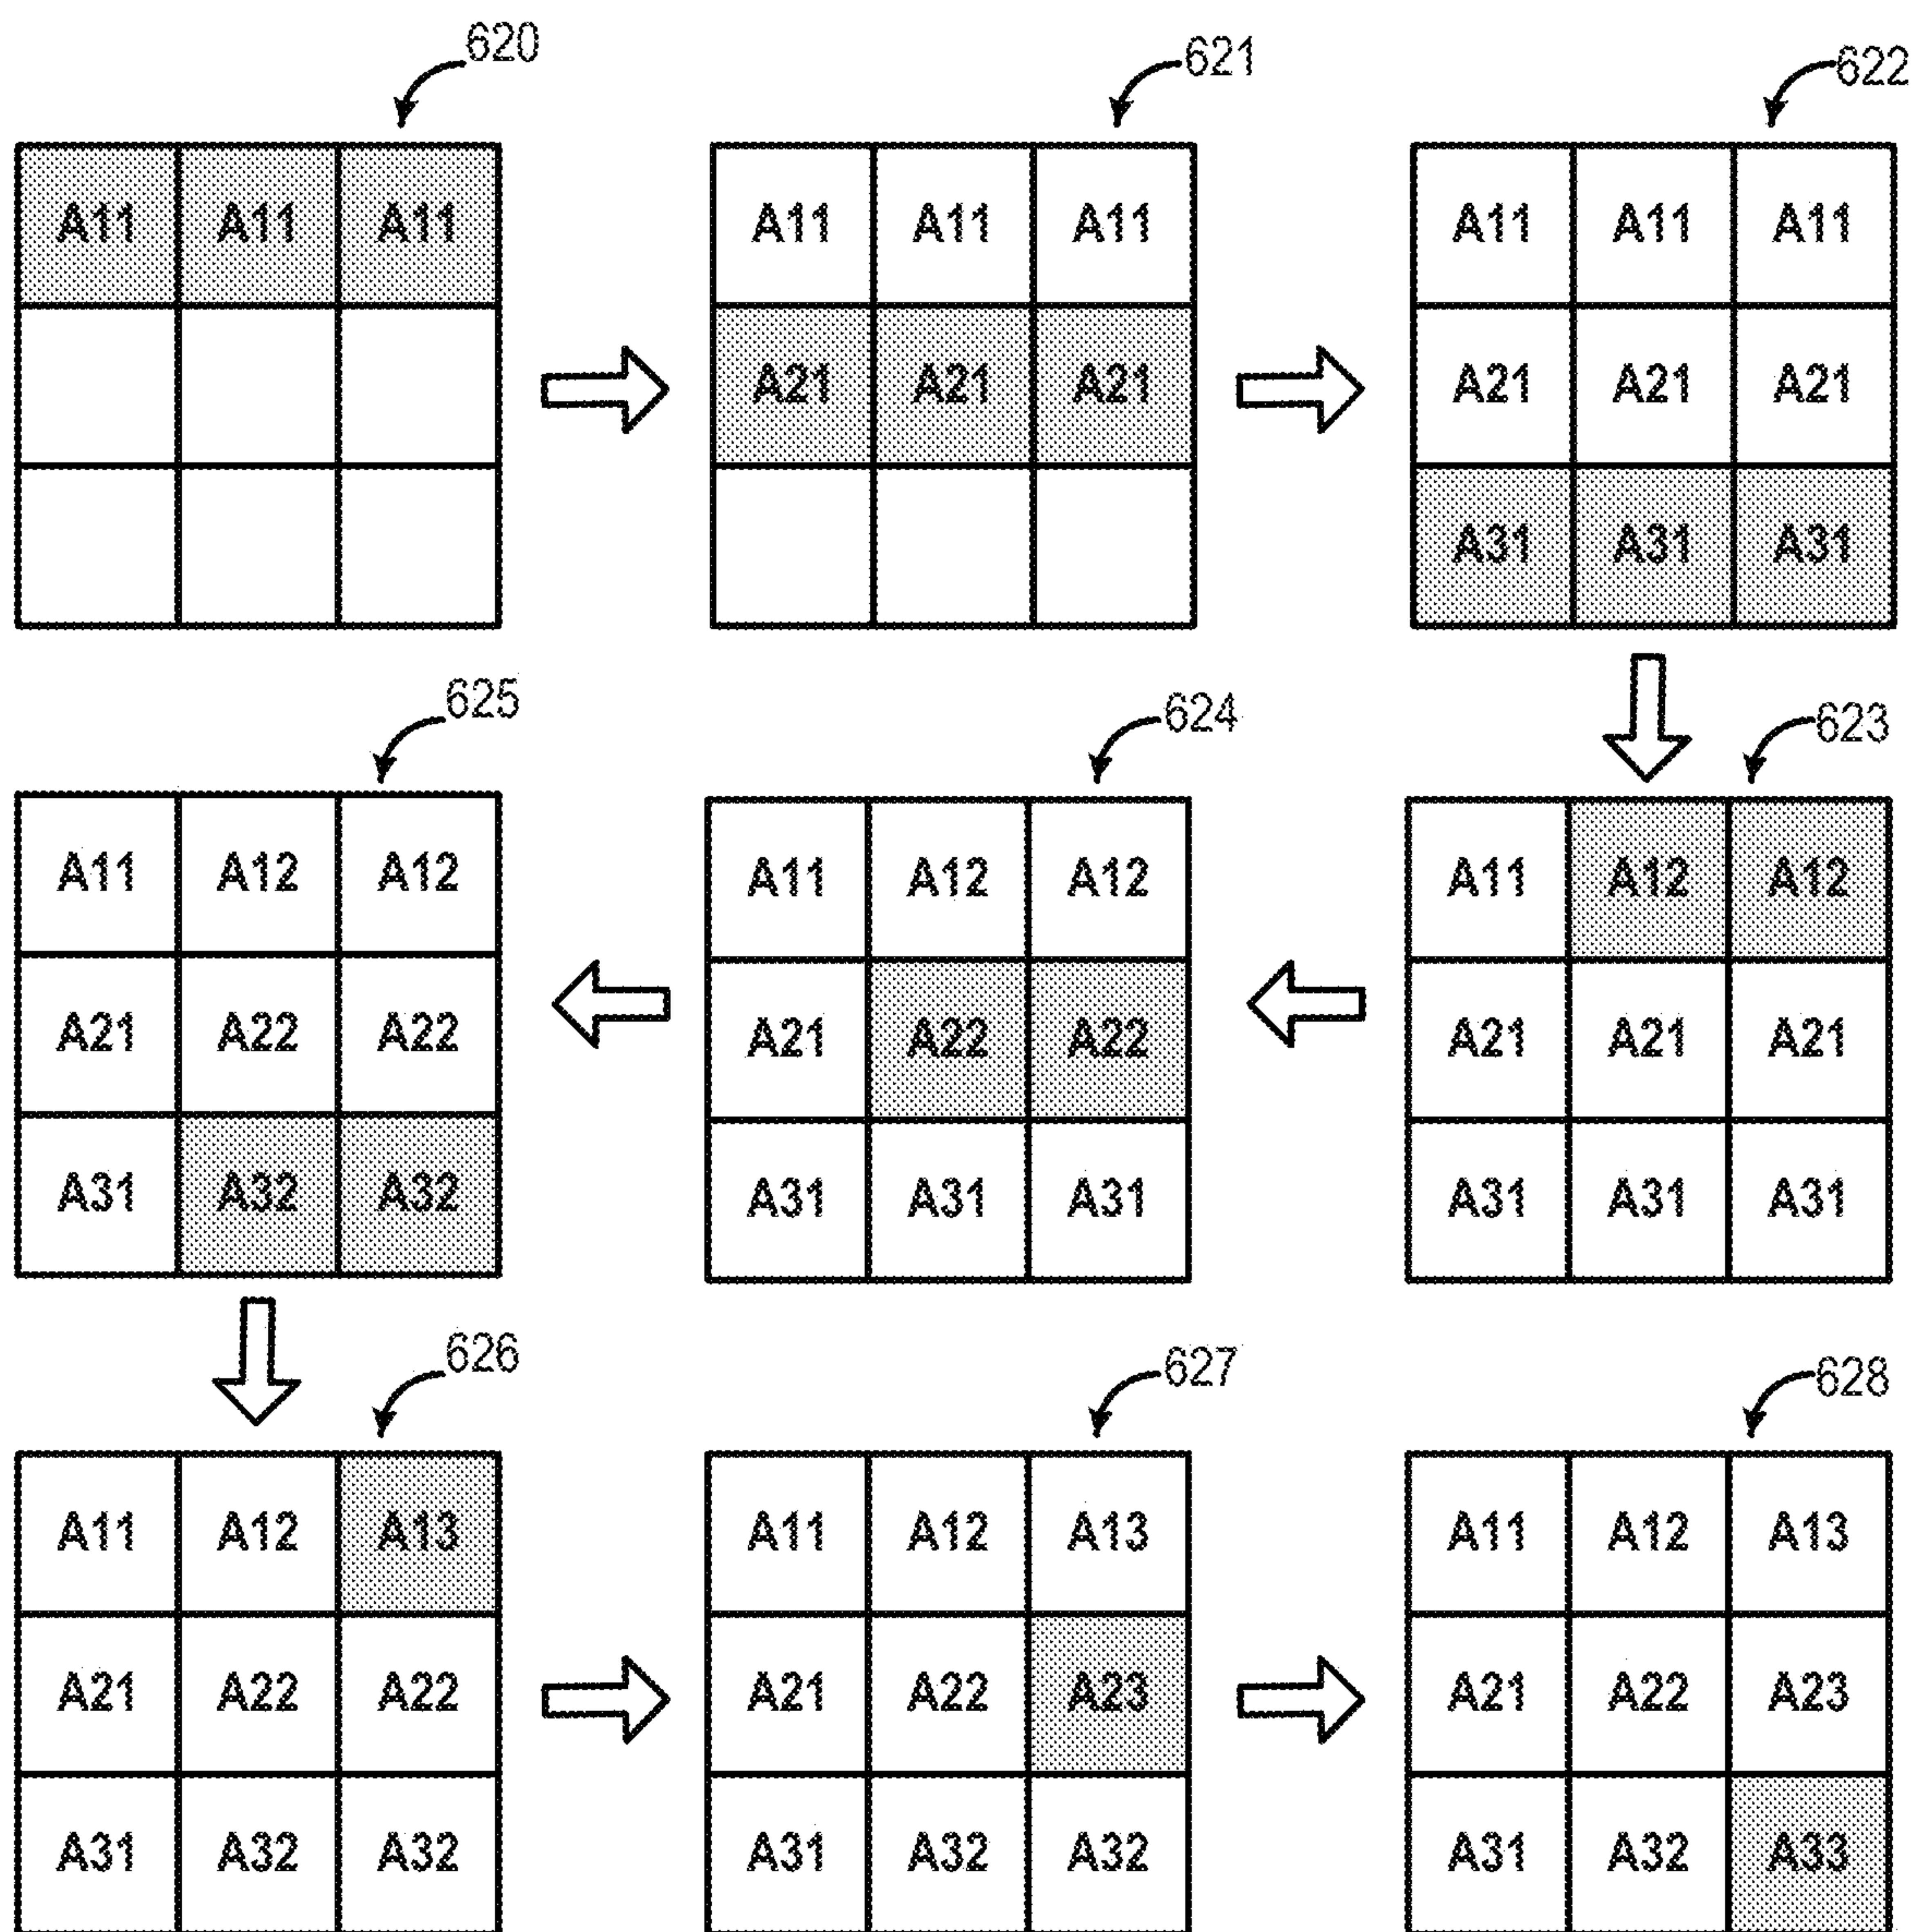 620
621
622
A11 A11 A11
A11 A11 A11
A21 A21 A21
A11 A11 A11
A21 A21 A21
A31 A31 A31
625
624
623
A11 A12 A12
A21 A22 A22
A31 A32 A32
A11 A12 A12
A21 A22 A22
A31 A31 A31
A11 A12 A12
A21 A21 A21
A31 A31 A31
626
627
628
A11 A12 A13
A21 A22 A22
A31 A32 A32
A11 A12 A13
A21 A22 A23
A31 A32 A32
A11 A12 A13
A21 A22 A23
A31 A32 A33